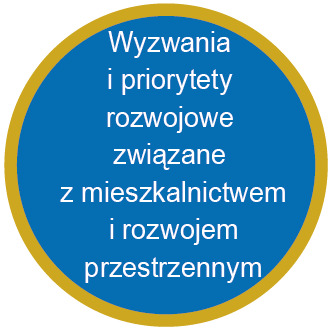 Wyzwania
i priorytety
rozwojowe
związane
z mieszkalnictwem
i rozwojem
przestrzennym